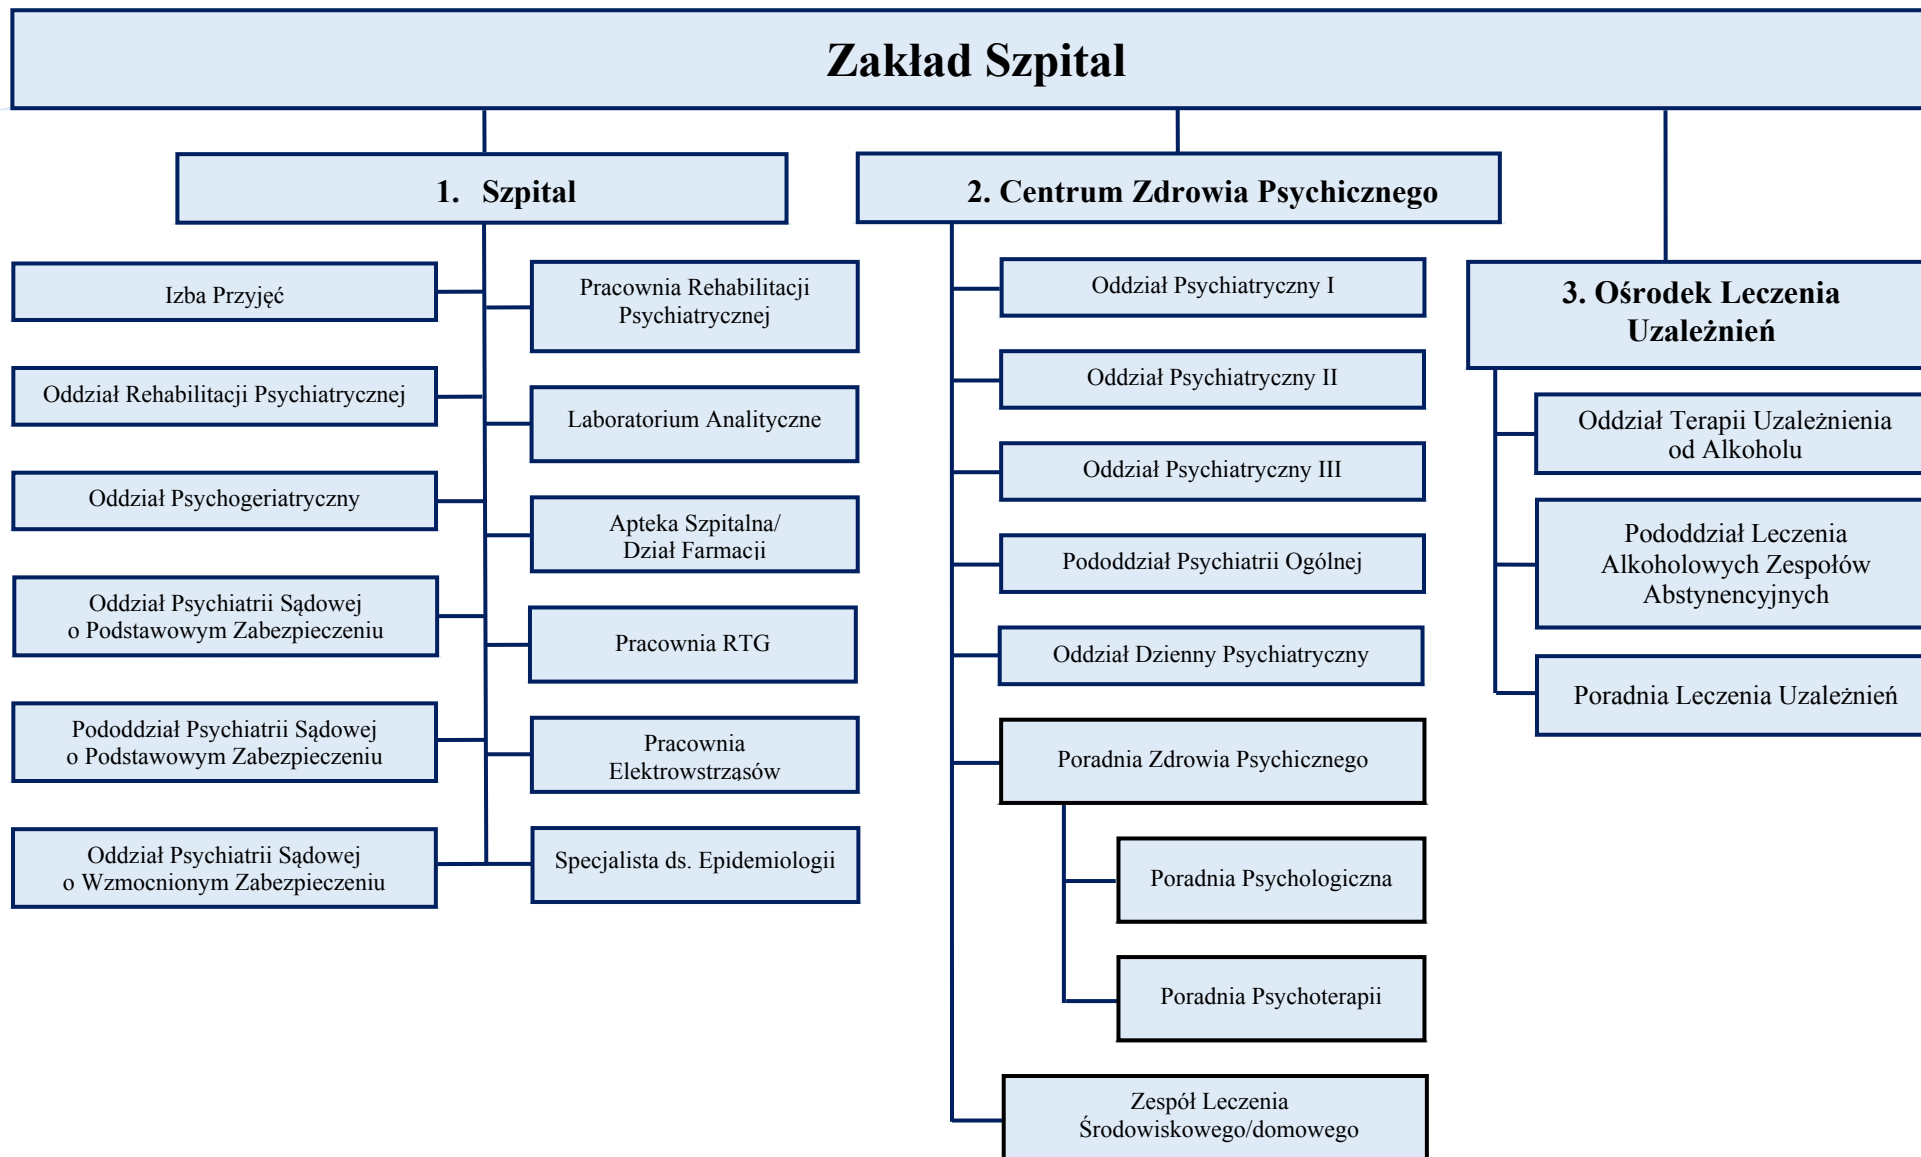 Zakład Szpital
1. Szpital
Izba Przyjęć
Oddział Rehabilitacji Psychiatrycznej
Oddział Psychogeriatryczny
Oddział Psychiatrii Sądowej
o Podstawowym Zabezpieczeniu
Pododdział Psychiatrii Sądowej
o Podstawowym Zabezpieczeniu
Oddział Psychiatrii Sądowej
o Wzmocnionym Zabezpieczeniu
Pracownia Rehabilitacji
Psychiatrycznej
Laboratorium Analityczne
Apteka Szpitalna/
Dział Farmacji
Pracownia RTG
Pracownia
Elektrowstrząsów
Specjalista ds. Epidemiologii
2. Centrum Zdrowia Psychicznego
Oddział Psychiatryczny I
Oddział Psychiatryczny II
Oddział Psychiatryczny III
Pododdział Psychiatrii Ogólnej
Oddział Dzienny Psychiatryczny
Poradnia Zdrowia Psychicznego
Poradnia Psychologiczna
Poradnia Psychoterapii
Zespół Leczenia
Środowiskowego/domowego
3. Ośrodek Leczenia
Uzależnień
Oddział Terapii Uzależnienia
od Alkoholu
Pododdział Leczenia
Alkoholowych Zespołów
Abstynencyjnych
Poradnia Leczenia Uzależnień